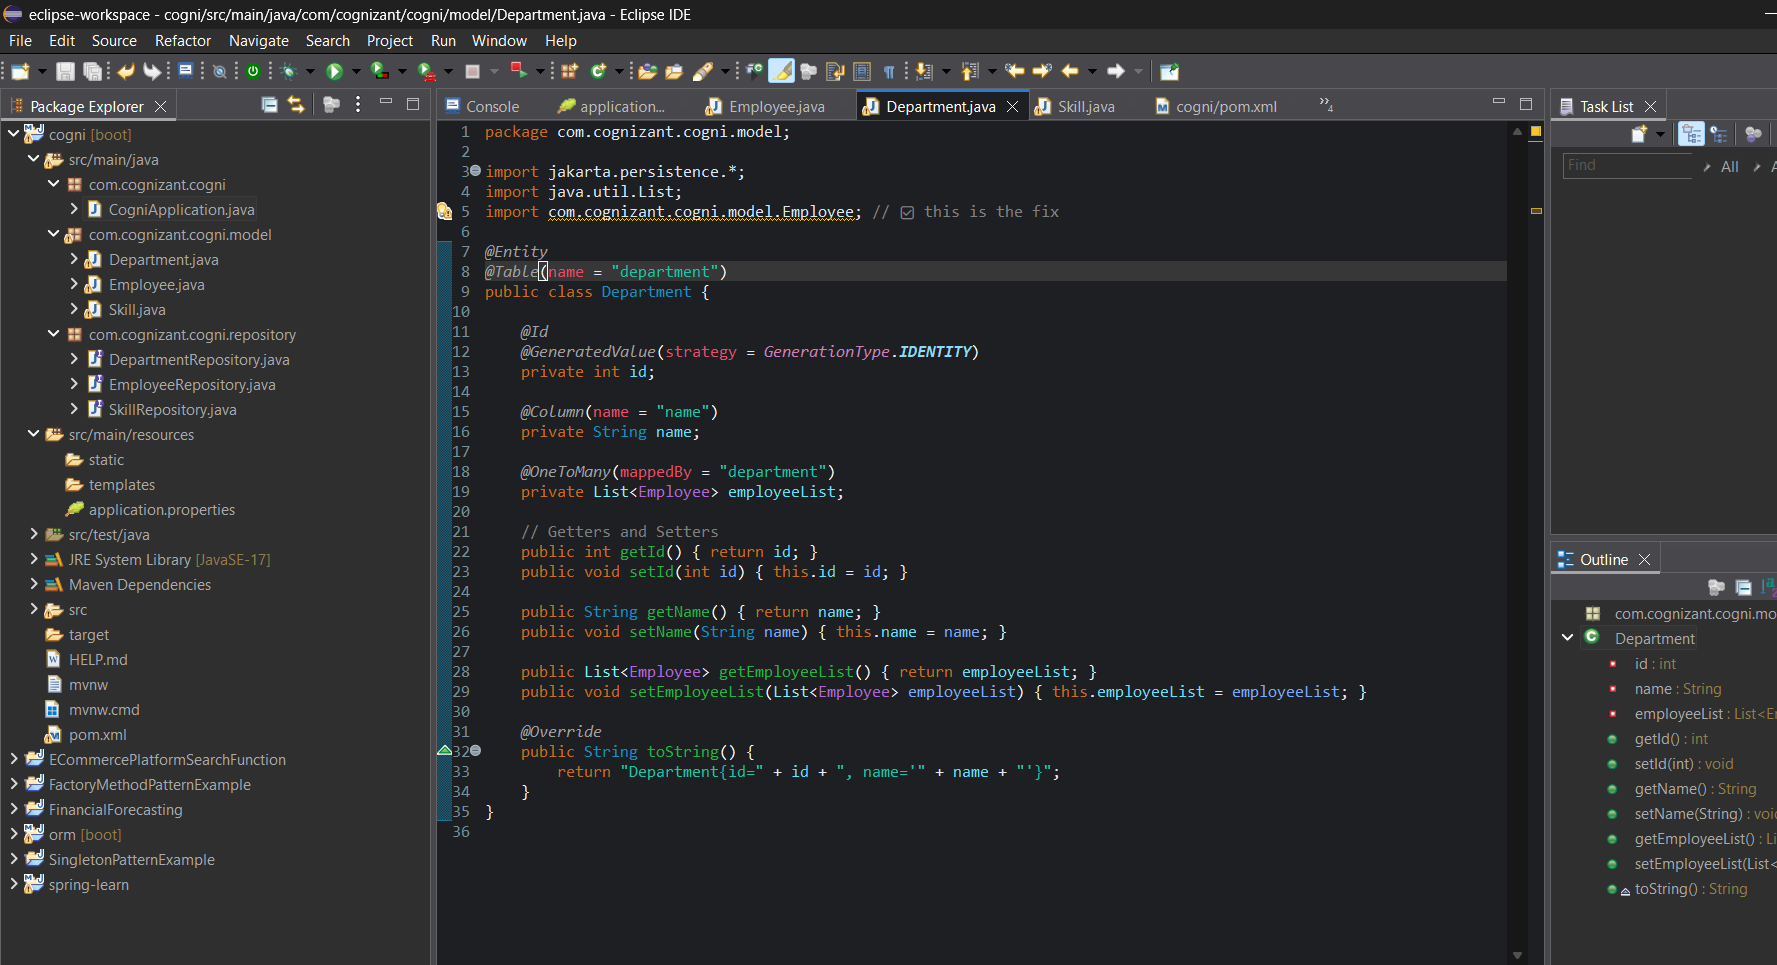 eclipse-workspace - cogni/src/main/java/com/cognizant/cogni/model/Department.java - Eclipse IDE
File Edit Source Refactor Navigate Search Project Run Window Help
Package Explorer
cogni [boot]
src/main/java
com.cognizant.cogni
CogniApplication.java
com.cognizant.cogni.model
Department.java
Employee.java
Skill.java
com.cognizant.cogni.repository
DepartmentRepository.java
EmployeeRepository.java
SkillRepository.java
src/main/resources
static
templates
application.properties
src/test/java
JRE System Library [JavaSE-17]
Maven Dependencies
src
target
HELP.md
mvnw
mvnw.cmd
pom.xml
ECommercePlatformSearchFunction
FactoryMethodPatternExample
FinancialForecasting
orm [boot]
SingletonPatternExample
spring-learn
Console application... Employee.java Department.java Skill.java cogni/pom.xml »4
1 package com.cognizant.cogni.model;
2
3 import jakarta.persistence.*;
4 import java.util.List;
5 import com.cognizant.cogni.model.Employee; // ☑ this is the fix
6
7 @Entity
8 @Table(name = "department")
9 public class Department {
10
11 @Id
12 @GeneratedValue(strategy = GenerationType.IDENTITY)
13 private int id;
14
15 @Column(name = "name")
16 private String name;
17
18 @OneToMany(mappedBy = "department")
19 private List<Employee> employeeList;
20
21 // Getters and Setters
22 public int getId() { return id; }
23 public void setId(int id) { this.id = id; }
24
25 public String getName() { return name; }
26 public void setName(String name) { this.name = name; }
27
28 public List<Employee> getEmployeeList() { return employeeList; }
29 public void setEmployeeList(List<Employee> employeeList) { this.employeeList = employeeList; }
30
31 @Override
32 public String toString() {
33 return "Department{id=" + id + ", name='" + name + "'}";
34 }
35 }
36
Task List
Find All A
Outline
com.cognizant.cogni.mo
Department
id : int
name : String
employeeList : List<E
getId() : int
setId(int) : void
getName() : String
setName(String) : voi
getEmployeeList() : Li
setEmployeeList(List<
toString() : String